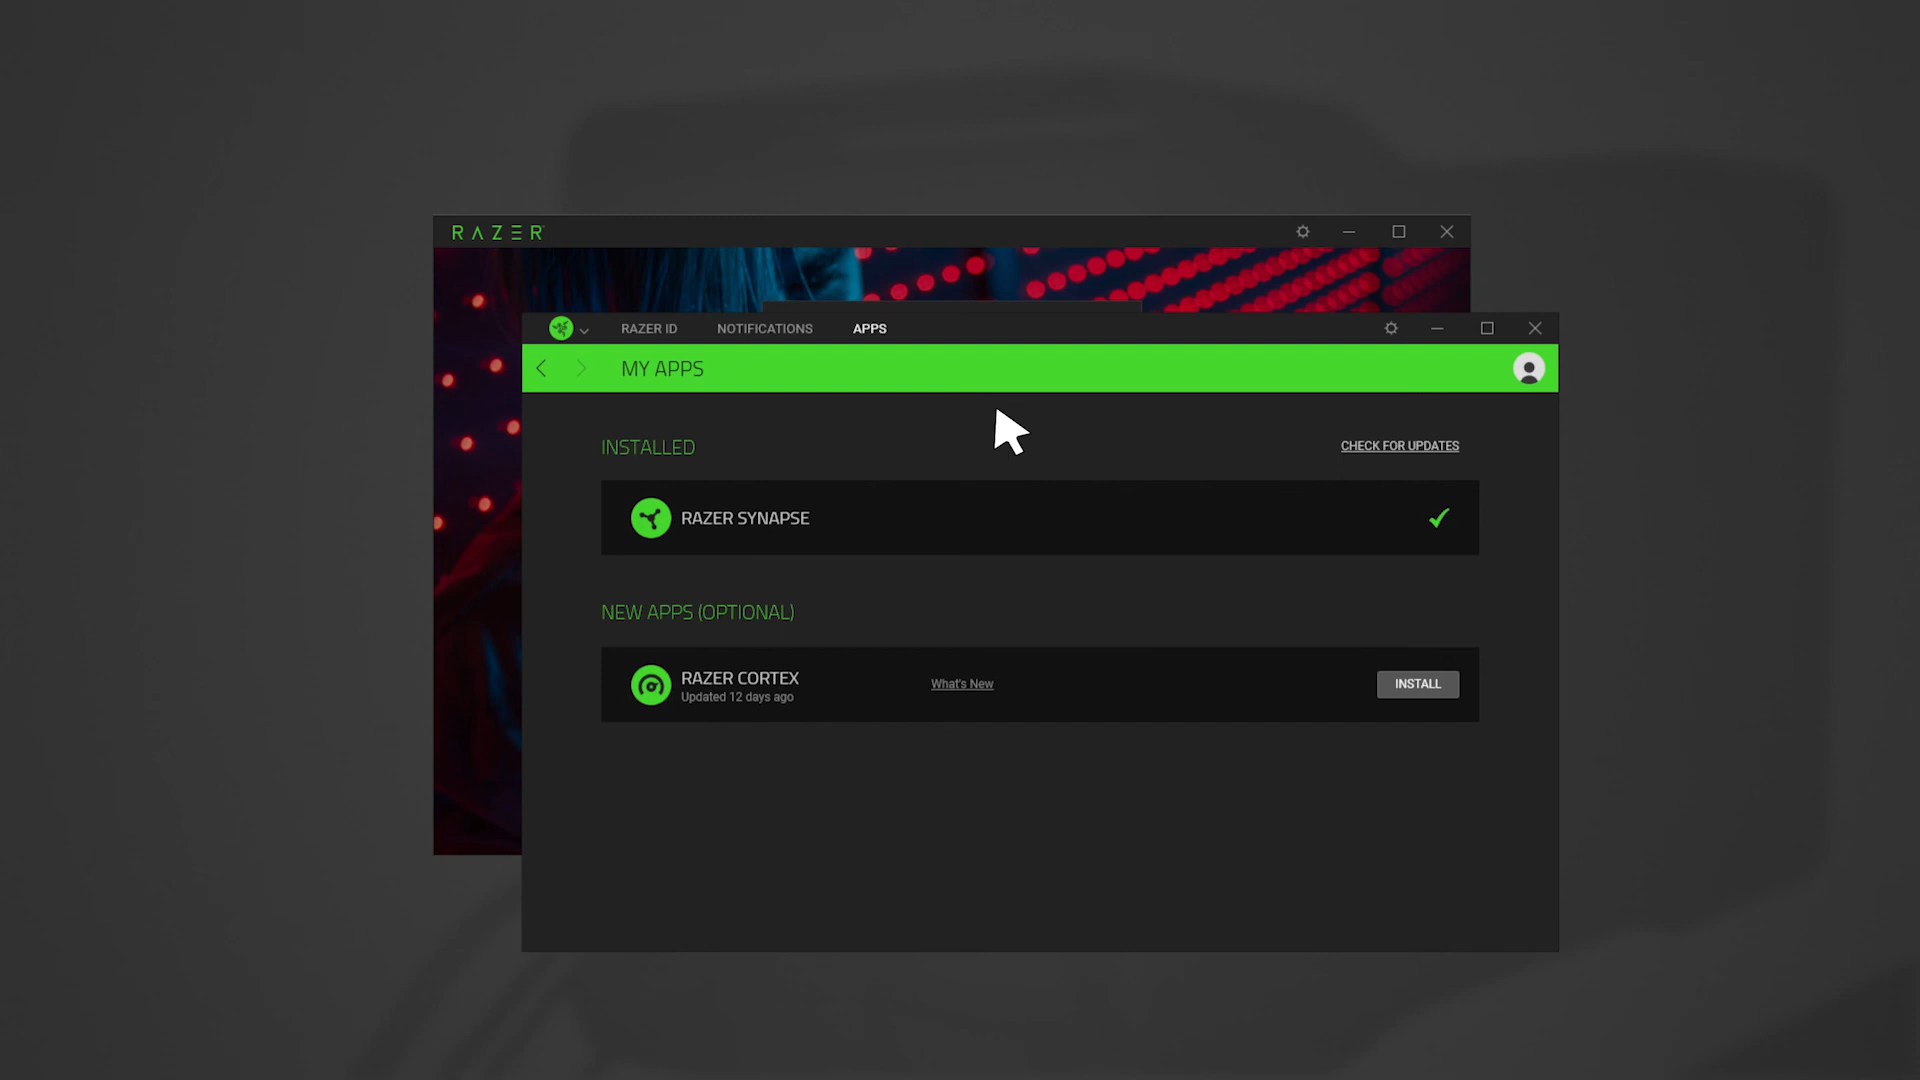 RAZER
RAZER ID NOTIFICATIONS APPS
MY APPS
INSTALLED
CHECK FOR UPDATES
RAZER SYNAPSE
NEW APPS (OPTIONAL)
RAZER CORTEX
Updated 12 days ago
What's New
INSTALL